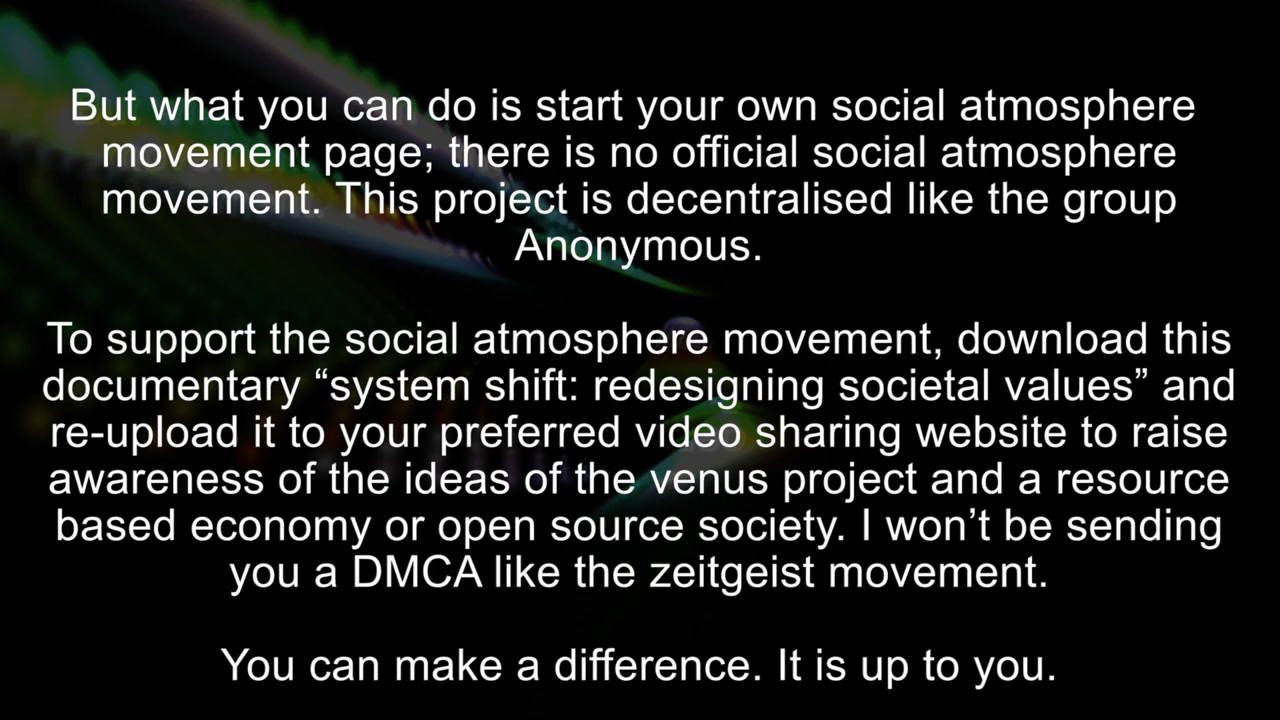 But what you can do is start your own social atmosphere
movement page; there is no official social atmosphere
movement. This project is decentralised like the group
Anonymous.
To support the social atmosphere movement, download this
documentary “system shift: redesigning societal values” and
re-upload it to your preferred video sharing website to raise
awareness of the ideas of the venus project and a resource
based economy or open source society. I won’t be sending
you a DMCA like the zeitgeist movement.
You can make a difference. It is up to you.